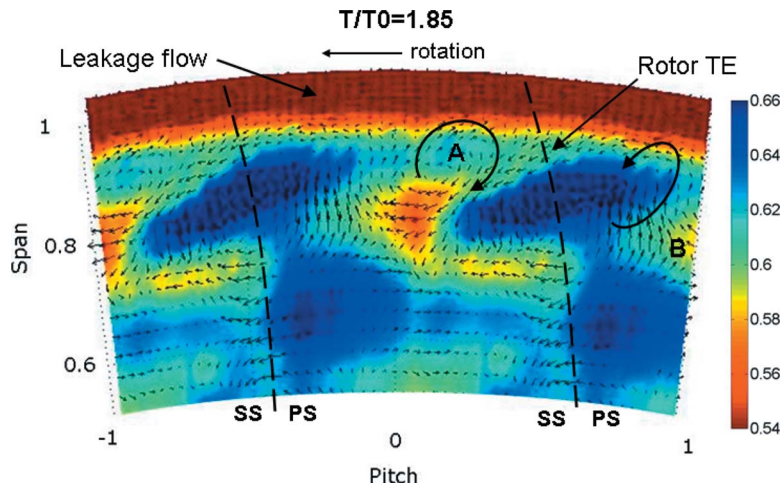 T/T0=1.85
Leakage flow
rotation
Rotor TE
1
0.8
0.6
Span
A
B
SS PS
SS PS
-1
0
1
Pitch
0.66
0.64
0.62
0.6
0.58
0.56
0.54